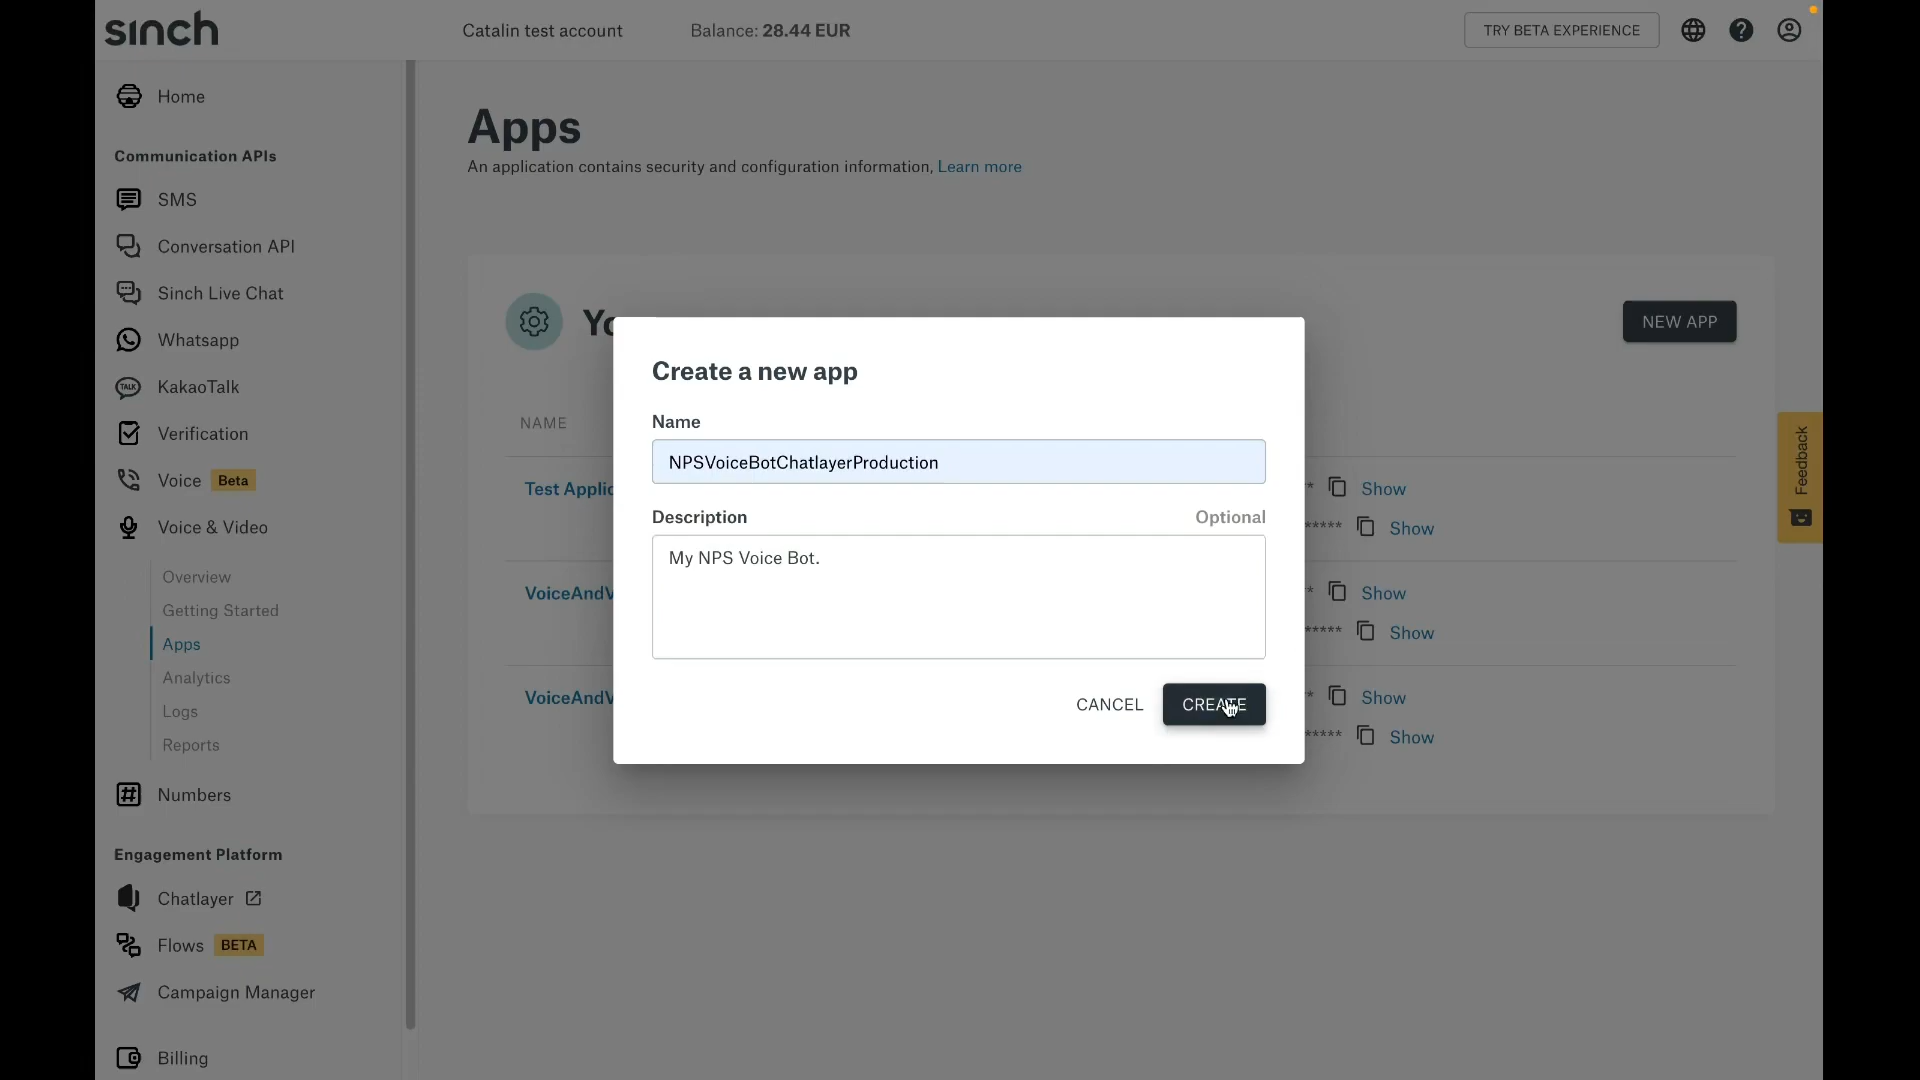 sinch
Catalin test account
Balance: 28.44 EUR
TRY BETA EXPERIENCE
Home
Communication APIs
SMS
Conversation API
Sinch Live Chat
Whatsapp
TALK
KakaoTalk
Verification
Voice Beta
Voice & Video
Overview
Getting Started
Apps
Analytics
Logs
Reports
Numbers
Engagement Platform
Chatlayer
Flows BETA
Campaign Manager
Billing
Apps
An application contains security and configuration information, Learn more
Yo
NEW APP
NAME
Test Applic
* Show
***** Show
VoiceAndV
* Show
***** Show
VoiceAndV
* Show
***** Show
Create a new app
Name
NPSVoiceBotChatlayerProduction
Description Optional
My NPS Voice Bot.
CANCEL CREATE
Feedback